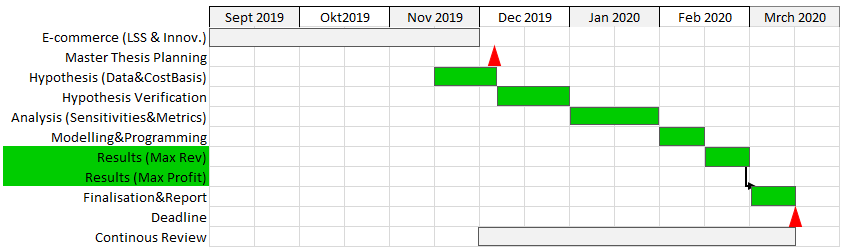 Sept 2019 Okt2019 Nov 2019 Dec 2019 Jan 2020 Feb 2020 Mrch 2020
E-commerce (LSS & Innov.)
Master Thesis Planning
Hypothesis (Data&CostBasis)
Hypothesis Verification
Analysis (Sensitivities&Metrics)
Modelling&Programming
Results (Max Rev)
Results (Max Profit)
Finalisation&Report
Deadline
Continous Review